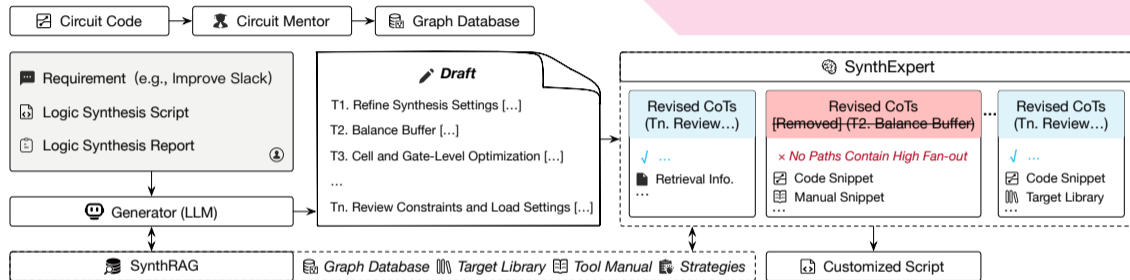 Circuit Code
Circuit Mentor
Graph Database
Requirement (e.g., Improve Slack)
Logic Synthesis Script
Logic Synthesis Report
Generator (LLM)
SynthRAG
Draft
T1. Refine Synthesis Settings [...]
T2. Balance Buffer [...]
T3. Cell and Gate-Level Optimization [...]
...
Tn. Review Constraints and Load Settings [...]
Graph Database
Target Library
Tool Manual
Strategies
SynthExpert
Revised CoTs
(Tn. Review...)
√ ...
Retrieval Info.
...
Revised CoTs
[Removed] (T2. Balance Buffer)
× No Paths Contain High Fan-out
Code Snippet
Manual Snippet
...
...
Revised CoTs
(Tn. Review...)
√ ...
Code Snippet
Target Library
...
Customized Script